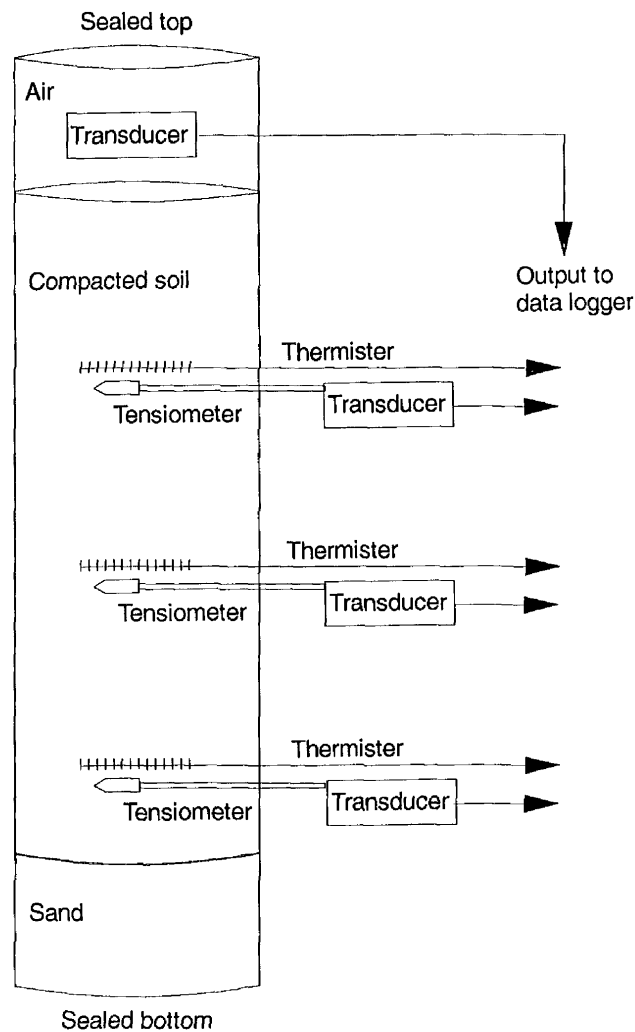 Sealed top
Air
Transducer
Compacted soil
Output to
data logger
Thermister
Tensiometer
Transducer
Thermister
Tensiometer
Transducer
Thermister
Tensiometer
Transducer
Sand
Sealed bottom